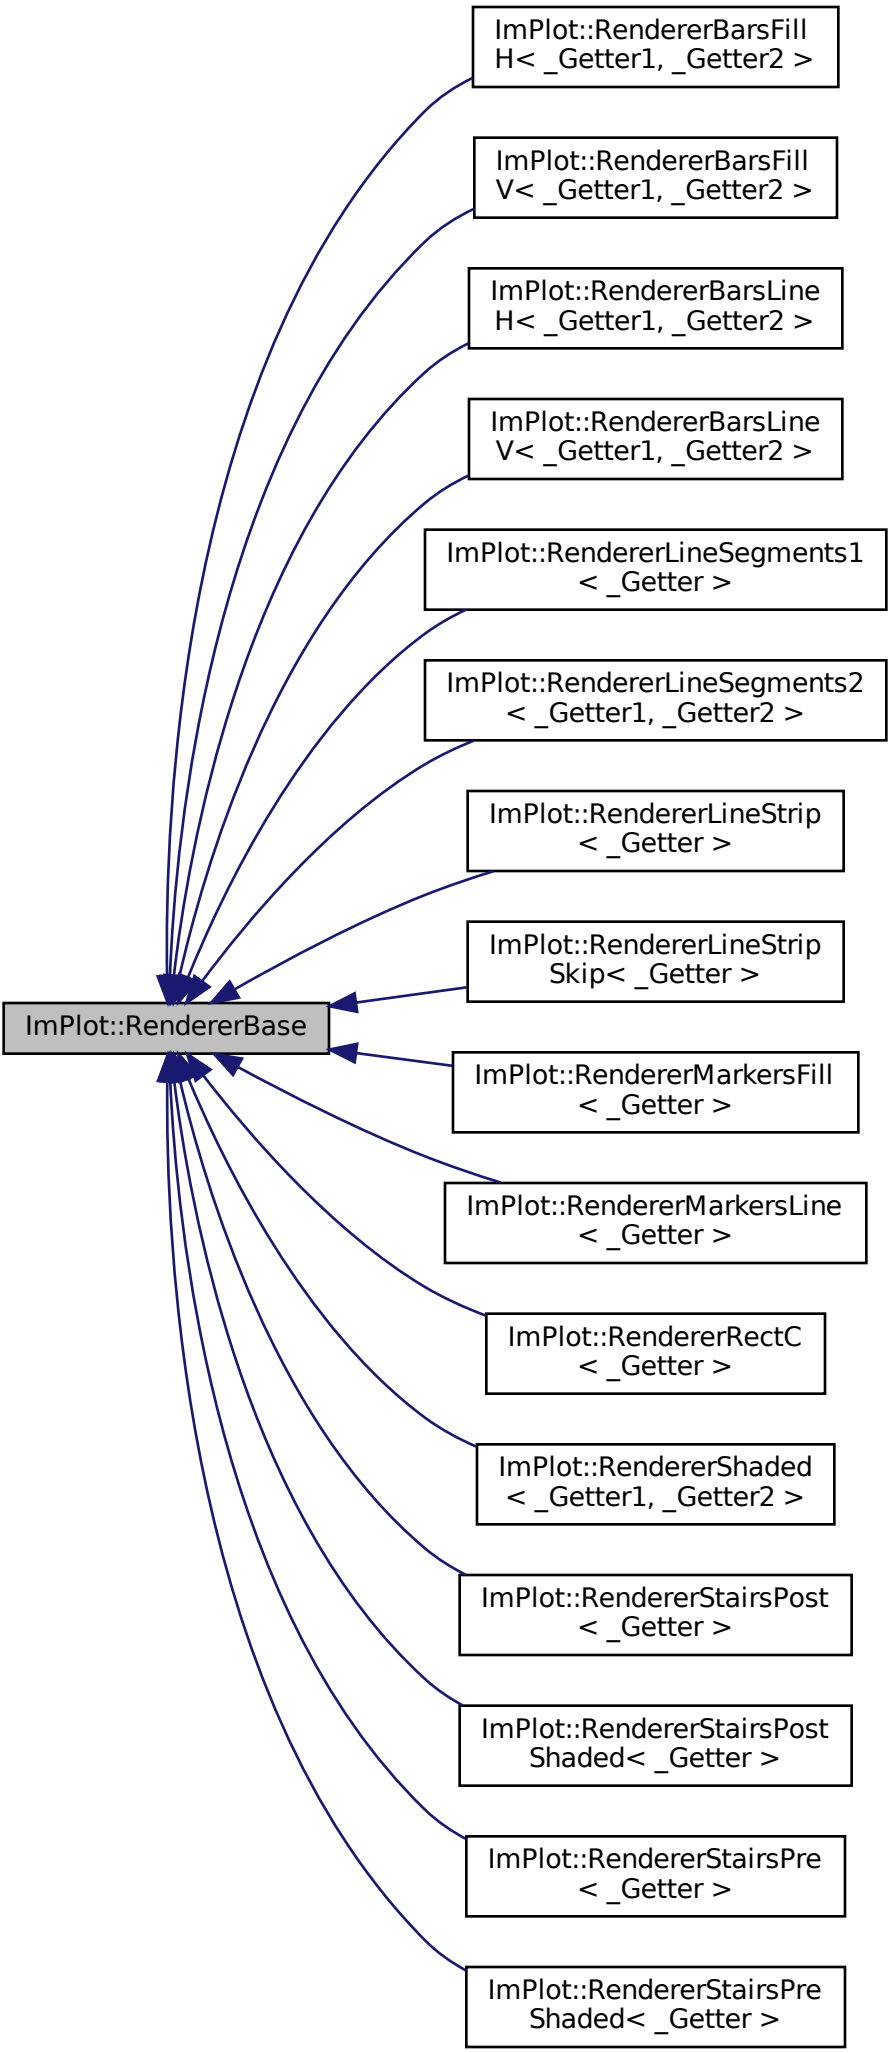 ImPlot::RendererBarsFill
H< _Getter1, _Getter2 >
ImPlot::RendererBarsFill
V< _Getter1, _Getter2 >
ImPlot::RendererBarsLine
H< _Getter1, _Getter2 >
ImPlot::RendererBarsLine
V< _Getter1, _Getter2 >
ImPlot::RendererLineSegments1
< _Getter >
ImPlot::RendererLineSegments2
< _Getter1, _Getter2 >
ImPlot::RendererLineStrip
< _Getter >
ImPlot::RendererLineStrip
Skip< _Getter >
ImPlot::RendererBase
ImPlot::RendererMarkersFill
< _Getter >
ImPlot::RendererMarkersLine
< _Getter >
ImPlot::RendererRectC
< _Getter >
ImPlot::RendererShaded
< _Getter1, _Getter2 >
ImPlot::RendererStairsPost
< _Getter >
ImPlot::RendererStairsPost
Shaded< _Getter >
ImPlot::RendererStairsPre
< _Getter >
ImPlot::RendererStairsPre
Shaded< _Getter >